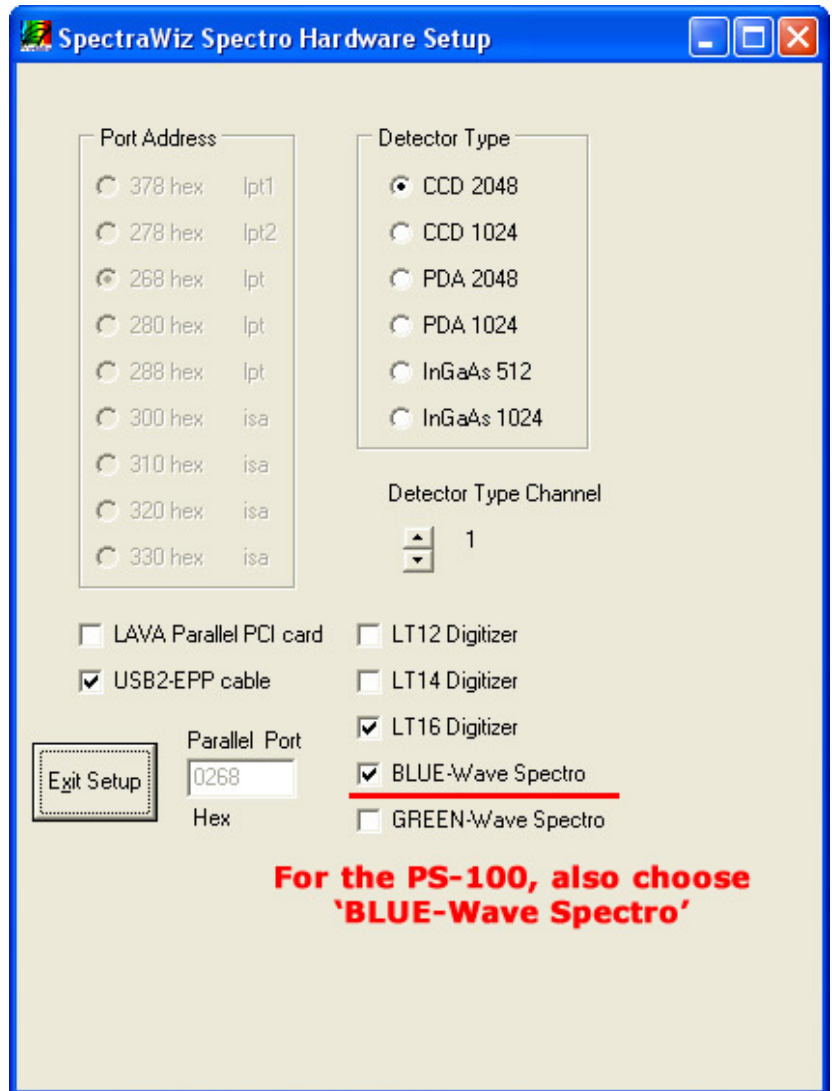 SpectraWiz Spectro Hardware Setup
Port Address
378 hex lpt1
278 hex lpt2
268 hex lpt
280 hex lpt
288 hex lpt
300 hex isa
310 hex isa
320 hex isa
330 hex isa
Detector Type
CCD 2048
CCD 1024
PDA 2048
PDA 1024
InGaAs 512
InGaAs 1024
Detector Type Channel
1
LAVA Parallel PCI card
USB2-EPP cable
LT12 Digitizer
LT14 Digitizer
LT16 Digitizer
BLUE-Wave Spectro
GREEN-Wave Spectro
Exit Setup
Parallel Port
0268
Hex
For the PS-100, also choose
‘BLUE-Wave Spectro’